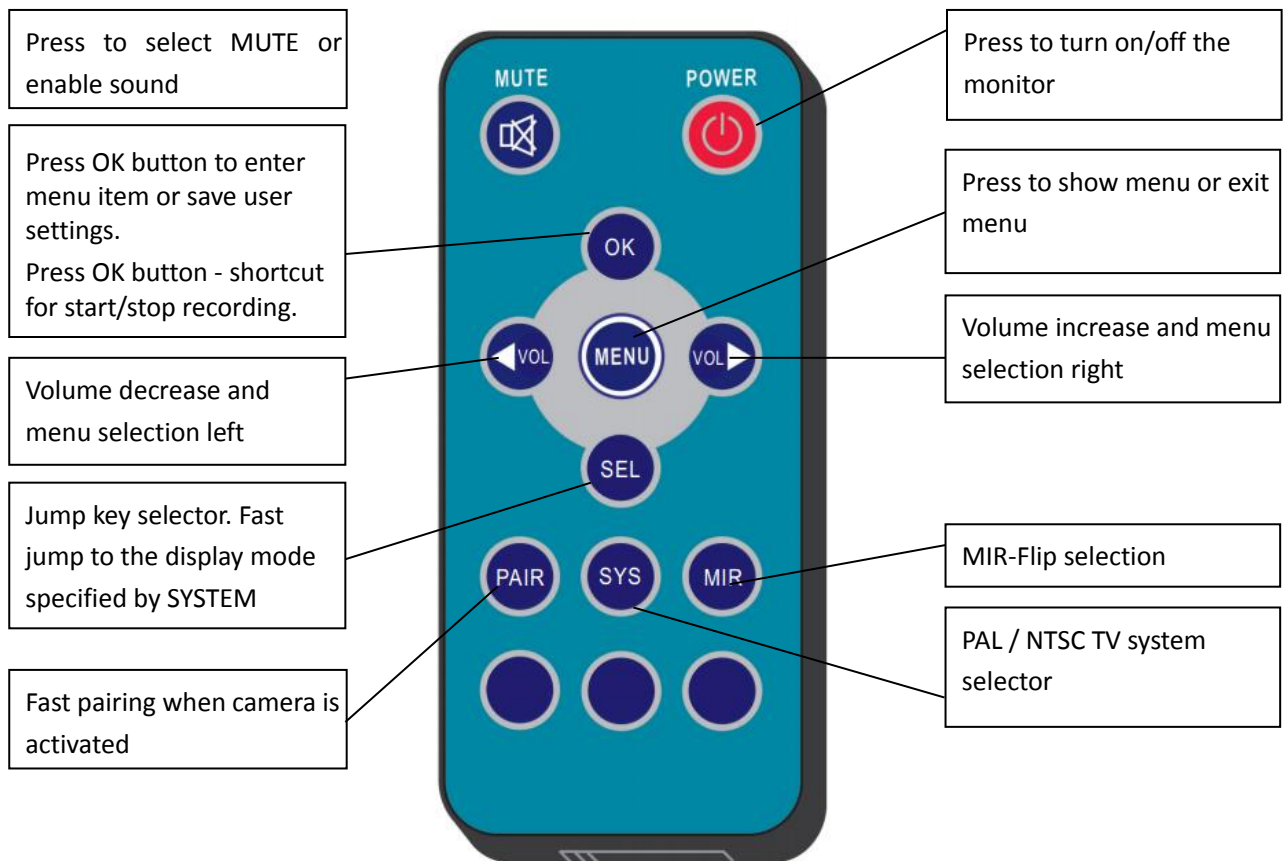 Press to select MUTE or
enable sound
Press OK button to enter
menu item or save user
settings.
Press OK button - shortcut
for start/stop recording.
Volume decrease and
menu selection left
Jump key selector. Fast
jump to the display mode
specified by SYSTEM
Fast pairing when camera is
activated
MUTE
POWER
OK
VOL
MENU
VOL
SEL
PAIR
SYS
MIR
Press to turn on/off the
monitor
Press to show menu or exit
menu
Volume increase and menu
selection right
MIR-Flip selection
PAL / NTSC TV system
selector